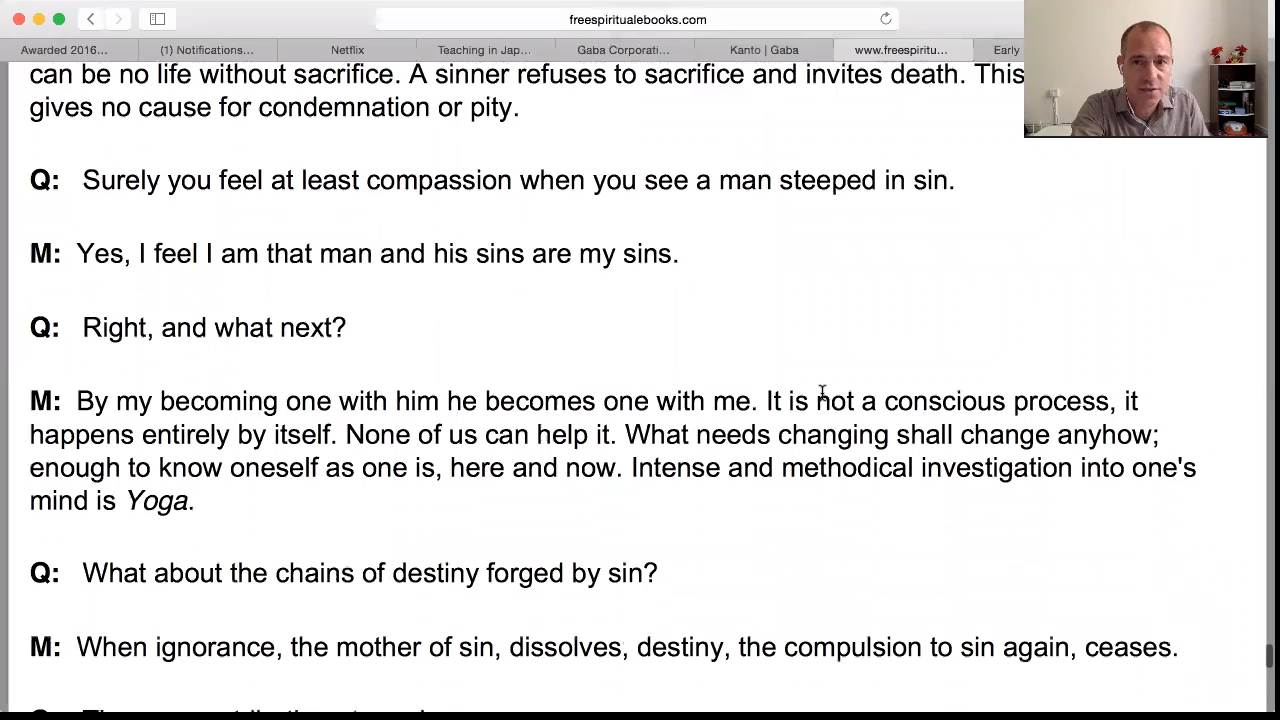 freespiritualebooks.com
Awarded 2016... (1) Notifications... Netflix Teaching in Jap... Gaba Corporati... Kanto | Gaba www.freespiritu... Early
can be no life without sacrifice. A sinner refuses to sacrifice and invites death. This
gives no cause for condemnation or pity.
Q: Surely you feel at least compassion when you see a man steeped in sin.
M: Yes, I feel I am that man and his sins are my sins.
Q: Right, and what next?
M: By my becoming one with him he becomes one with me. It is not a conscious process, it
happens entirely by itself. None of us can help it. What needs changing shall change anyhow;
enough to know oneself as one is, here and now. Intense and methodical investigation into one's
mind is Yoga.
Q: What about the chains of destiny forged by sin?
M: When ignorance, the mother of sin, dissolves, destiny, the compulsion to sin again, ceases.